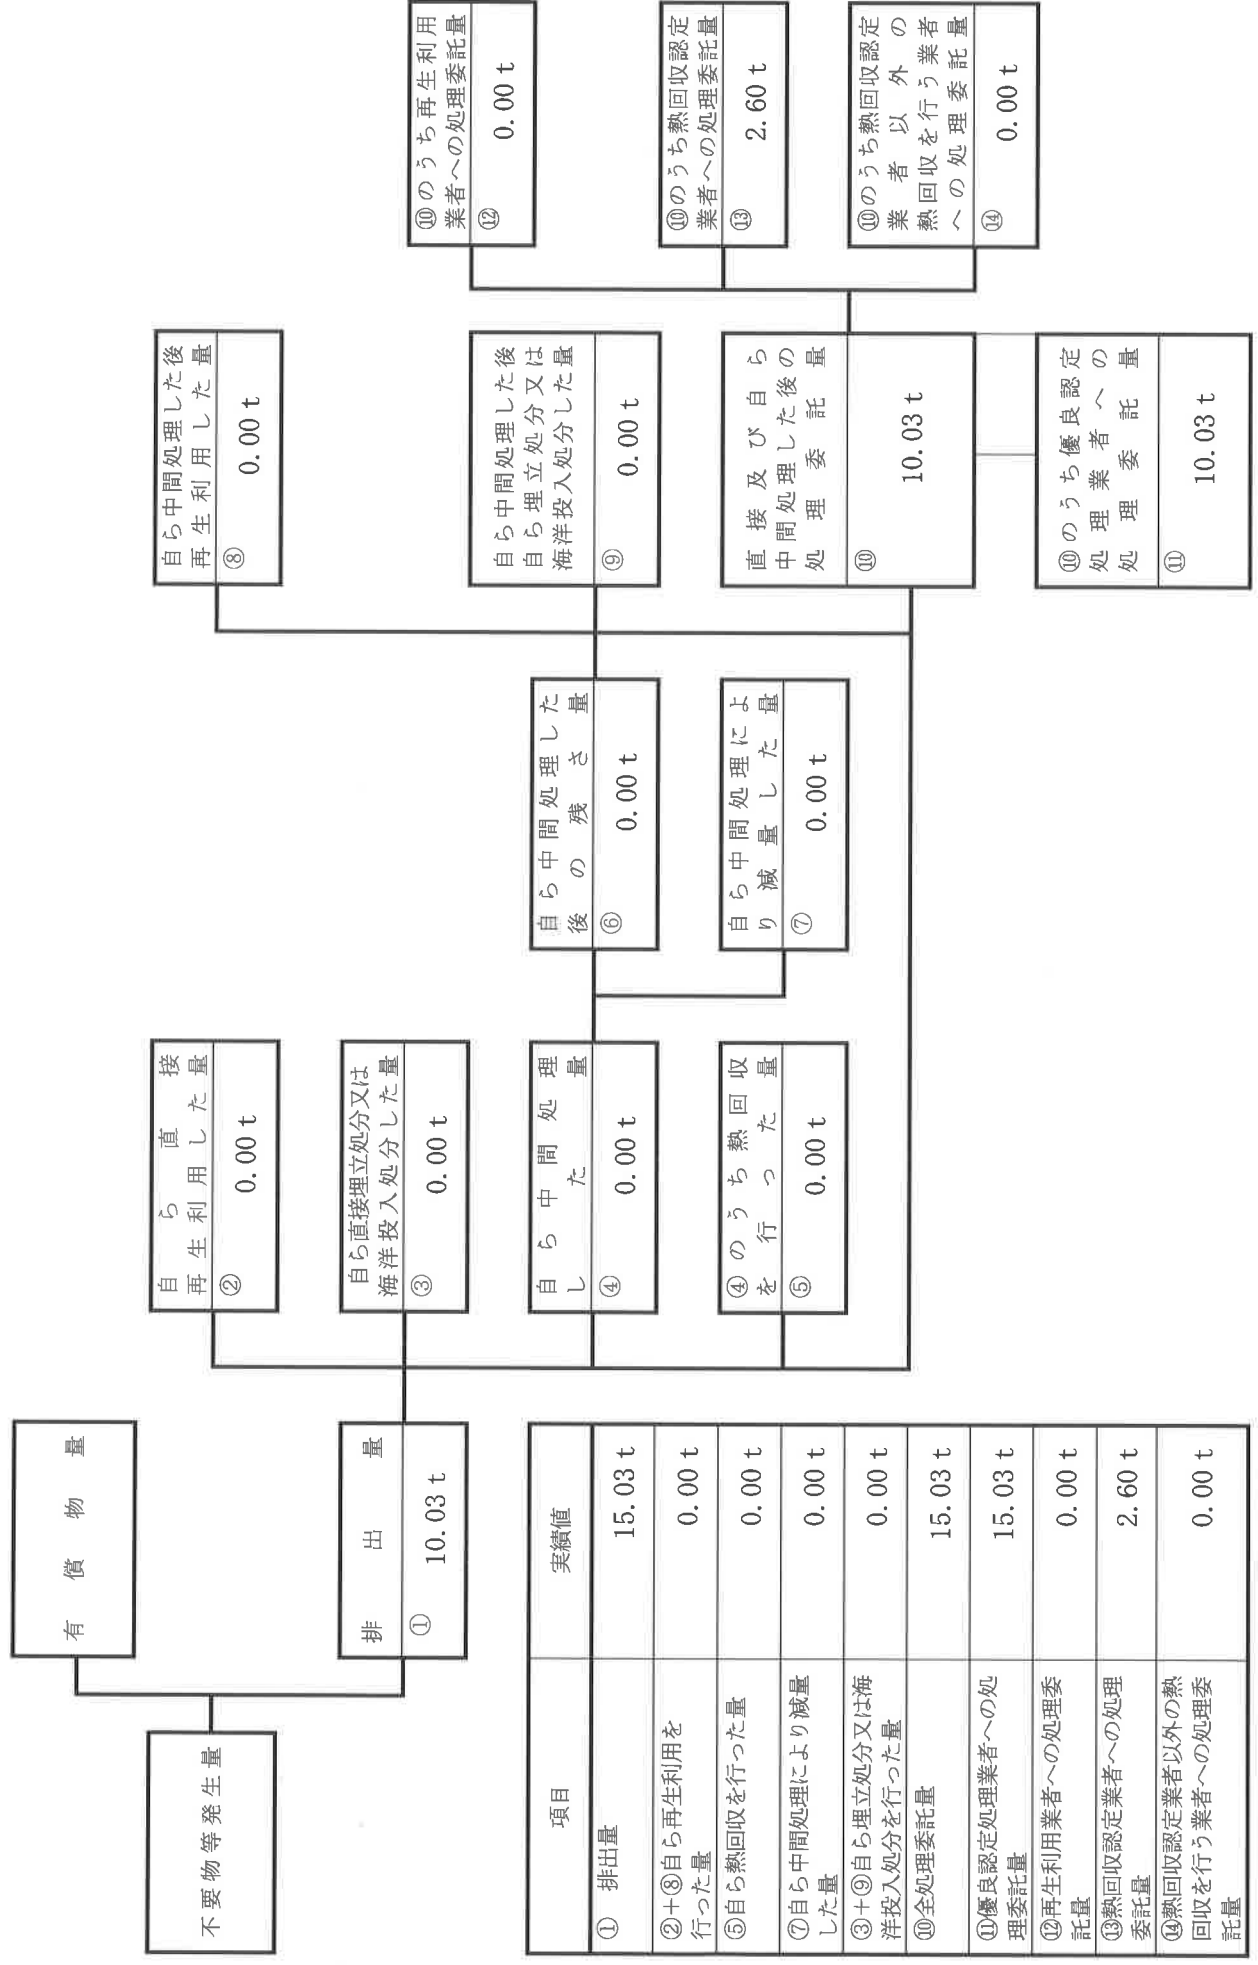 不要物等発生量
有償物量
排出量
① 10.03 t
自ら直接
再生利用した量
② 0.00 t
自ら直接埋立処分又は
海洋投入処分した量
③ 0.00 t
自ら中間処理
した量
④ 0.00 t
④のうち熱回収
を行った量
⑤ 0.00 t
自ら中間処理した
後の残さ量
⑥ 0.00 t
自ら中間処理によ
り減量した量
⑦ 0.00 t
自ら中間処理した後
再生利用した量
⑧ 0.00 t
自ら中間処理した後
自ら埋立処分又は
海洋投入処分した量
⑨ 0.00 t
直接及び自ら
中間処理した後の
処理委託量
⑩ 10.03 t
⑩のうち優良認定
処理業者への
処理委託量
⑪ 10.03 t
⑩のうち再生利用
業者への処理委託量
⑫ 0.00 t
⑩のうち熱回収認定
業者への処理委託量
⑬ 2.60 t
⑩のうち熱回収認定
業者以外の
熱回収を行う業者
への処理委託量
⑭ 0.00 t
項目 実績値
① 排出量 15.03 t
②+⑧自ら再生利用を
行った量 0.00 t
⑤自ら熱回収を行った量 0.00 t
⑦自ら中間処理により減量
した量 0.00 t
③+⑨自ら埋立処分又は海
洋投入処分を行った量 0.00 t
⑩全処理委託量 15.03 t
⑪優良認定処理業者への処
理委託量 15.03 t
⑫再生利用業者への処理委
託量 0.00 t
⑬熱回収認定業者への処理
委託量 2.60 t
⑭熱回収認定業者以外の熱
回収を行う業者への処理委
託量 0.00 t